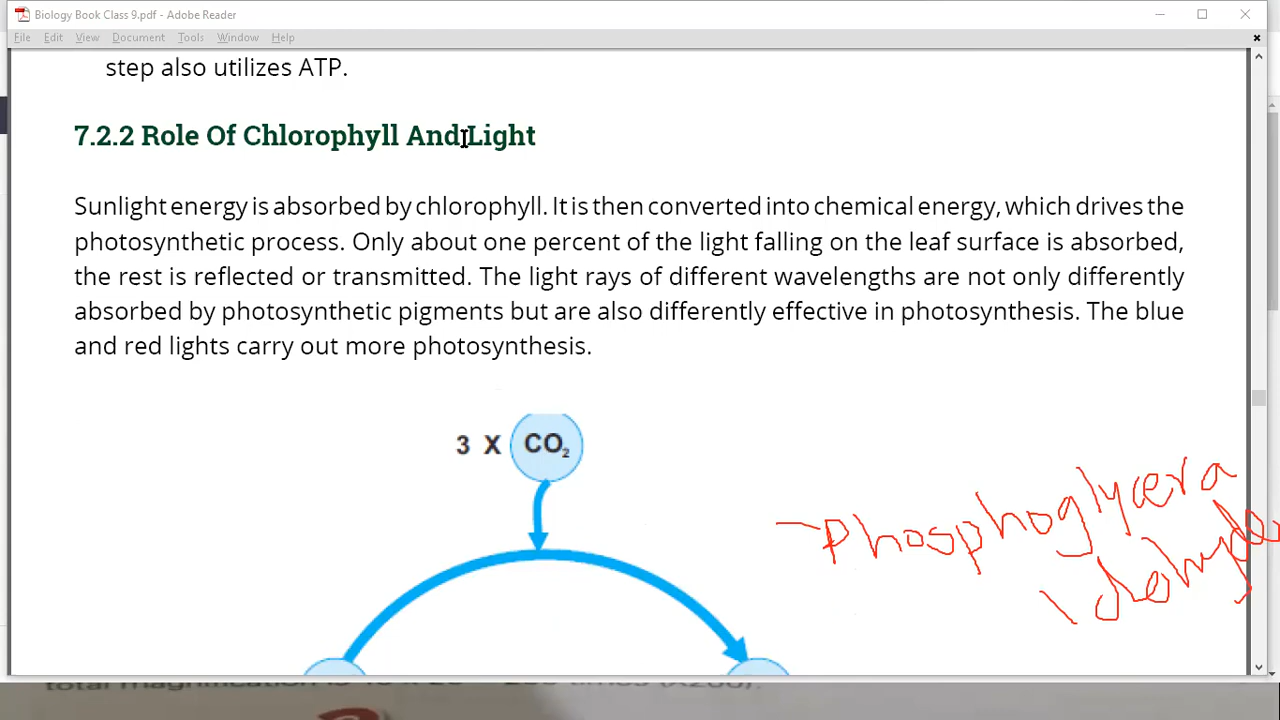 Biology Book Class 9.pdf - Adobe Reader
File Edit View Document Tools Window Help
step also utilizes ATP.
7.2.2 Role Of Chlorophyll And Light
Sunlight energy is absorbed by chlorophyll. It is then converted into chemical energy, which drives the
photosynthetic process. Only about one percent of the light falling on the leaf surface is absorbed,
the rest is reflected or transmitted. The light rays of different wavelengths are not only differently
absorbed by photosynthetic pigments but are also differently effective in photosynthesis. The blue
and red lights carry out more photosynthesis.
3 X CO₂
Phosphoglycera